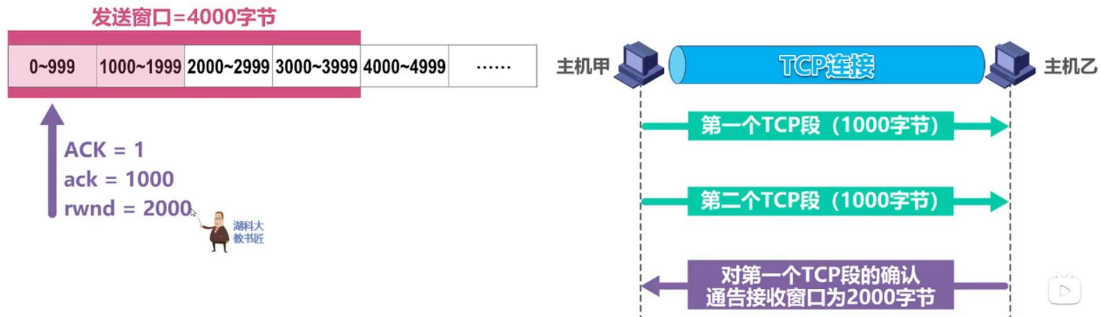 发送窗口=4000字节
0~999 1000~1999 2000~2999 3000~3999 4000~4999 ……
ACK = 1
ack = 1000
rwnd = 2000
湖科大
教书匠
主机甲 TCP连接 主机乙
第一个TCP段（1000字节）
第二个TCP段（1000字节）
对第一个TCP段的确认
通告接收窗口为2000字节